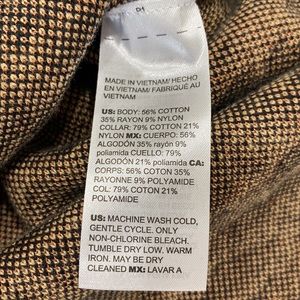 MADE IN VIETNAM/ HECHO
EN VIETNAM/ FABRIQUÉ AU
VIETNAM
US: BODY: 56% COTTON
35% RAYON 9% NYLON
COLLAR: 79% COTTON 21%
NYLON MX: CUERPO: 56%
ALGODÓN 35% rayón 9%
poliamida CUELLO: 79%
ALGODÓN 21% poliamida CA:
CORPS: 56% COTON 35%
RAYONNE 9% POLYAMIDE
COL: 79% COTON 21%
POLYAMIDE
US: MACHINE WASH COLD,
GENTLE CYCLE. ONLY
NON-CHLORINE BLEACH.
TUMBLE DRY LOW. WARM
IRON. MAY BE DRY
CLEANED MX: LAVAR A